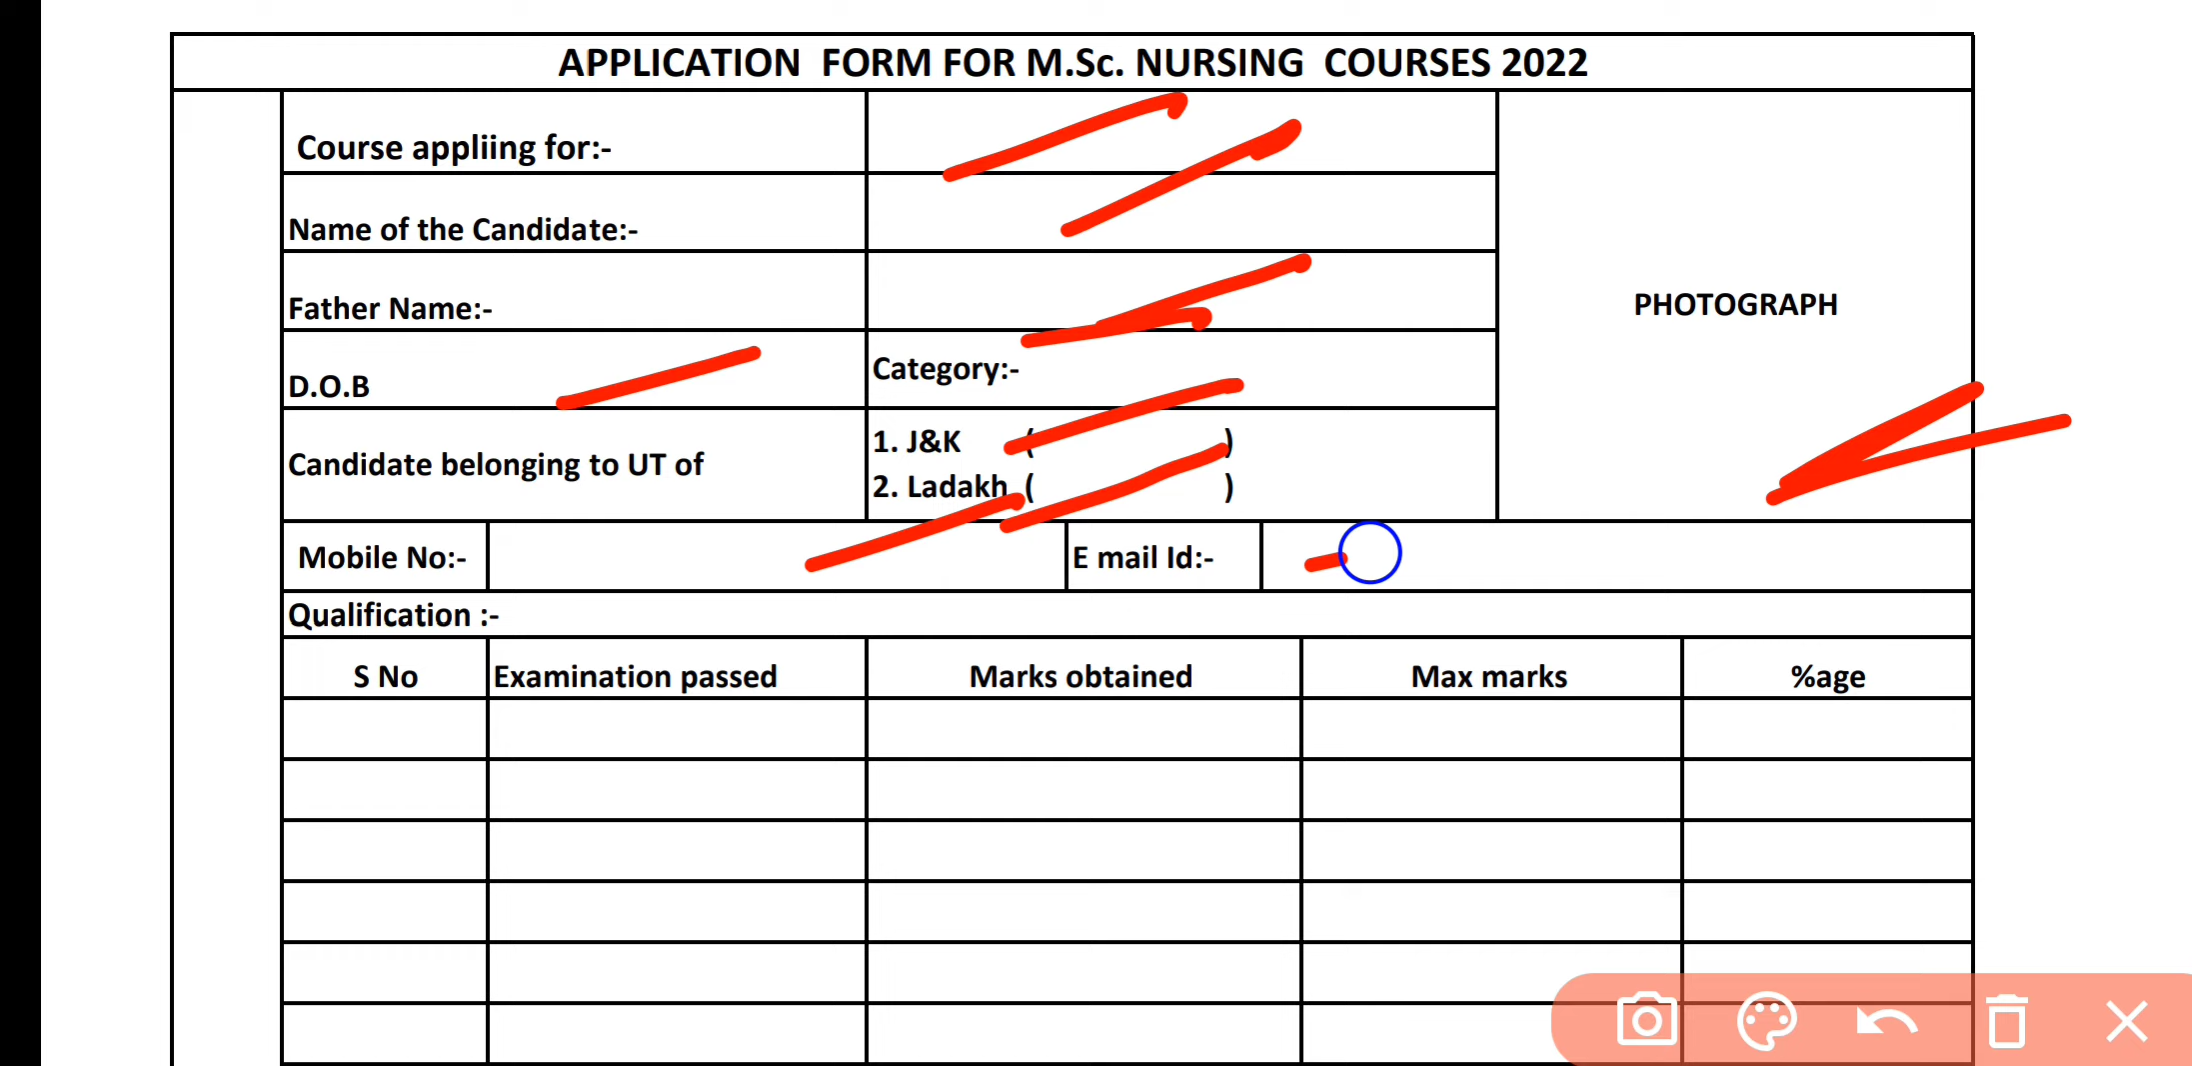 APPLICATION FORM FOR M.Sc. NURSING COURSES 2022
Course appliing for:-
Name of the Candidate:-
Father Name:-
PHOTOGRAPH
D.O.B Category:-
Candidate belonging to UT of
1. J&K ( )
2. Ladakh ( )
Mobile No:- E mail Id:-
Qualification :-
S No Examination passed Marks obtained Max marks %age